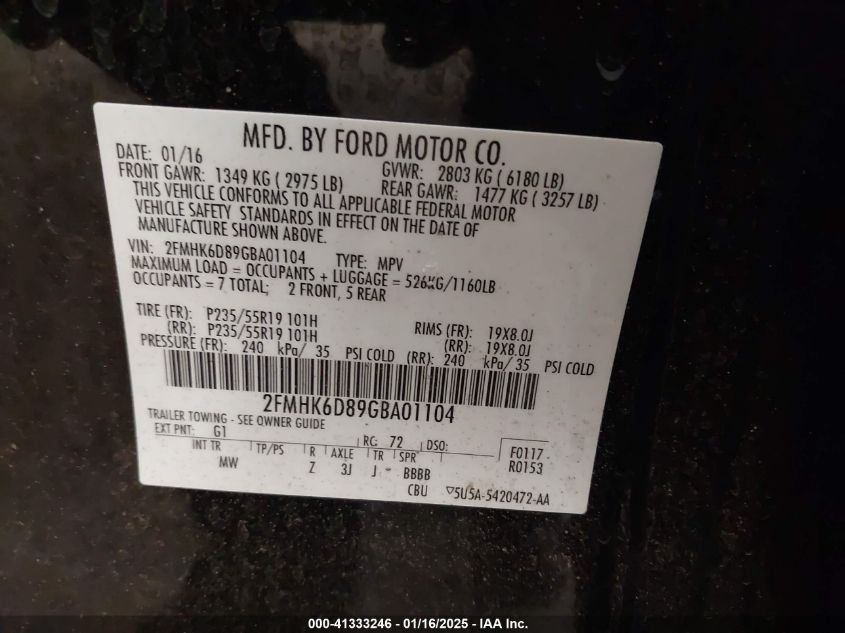 MFD. BY FORD MOTOR CO.
DATE: 01/16 GVWR: 2803 KG ( 6180 LB)
FRONT GAWR: 1349 KG ( 2975 LB) REAR GAWR: 1477 KG ( 3257 LB)
THIS VEHICLE CONFORMS TO ALL APPLICABLE FEDERAL MOTOR
VEHICLE SAFETY STANDARDS IN EFFECT ON THE DATE OF
MANUFACTURE SHOWN ABOVE.
VIN: 2FMHK6D89GBA01104 TYPE: MPV
MAXIMUM LOAD = OCCUPANTS + LUGGAGE = 526KG/1160LB
OCCUPANTS = 7 TOTAL; 2 FRONT, 5 REAR
TIRE (FR): P235/55R19 101H RIMS (FR): 19X8.0J
(RR): P235/55R19 101H (RR): 19X8.0J
PRESSURE (FR): 240 kPa/ 35 PSI COLD (RR): 240 kPa/ 35 PSI COLD
2FMHK6D89GBA01104
TRAILER TOWING - SEE OWNER GUIDE
EXT PNT: G1 RC: 72 DSO: F0117
INT TR TP/PS R AXLE TR SPR R0153
MW Z 3J J BBBB
CBU ▽5U5A-5420472-AA
000-41333246 - 01/16/2025 - IAAI, Inc.